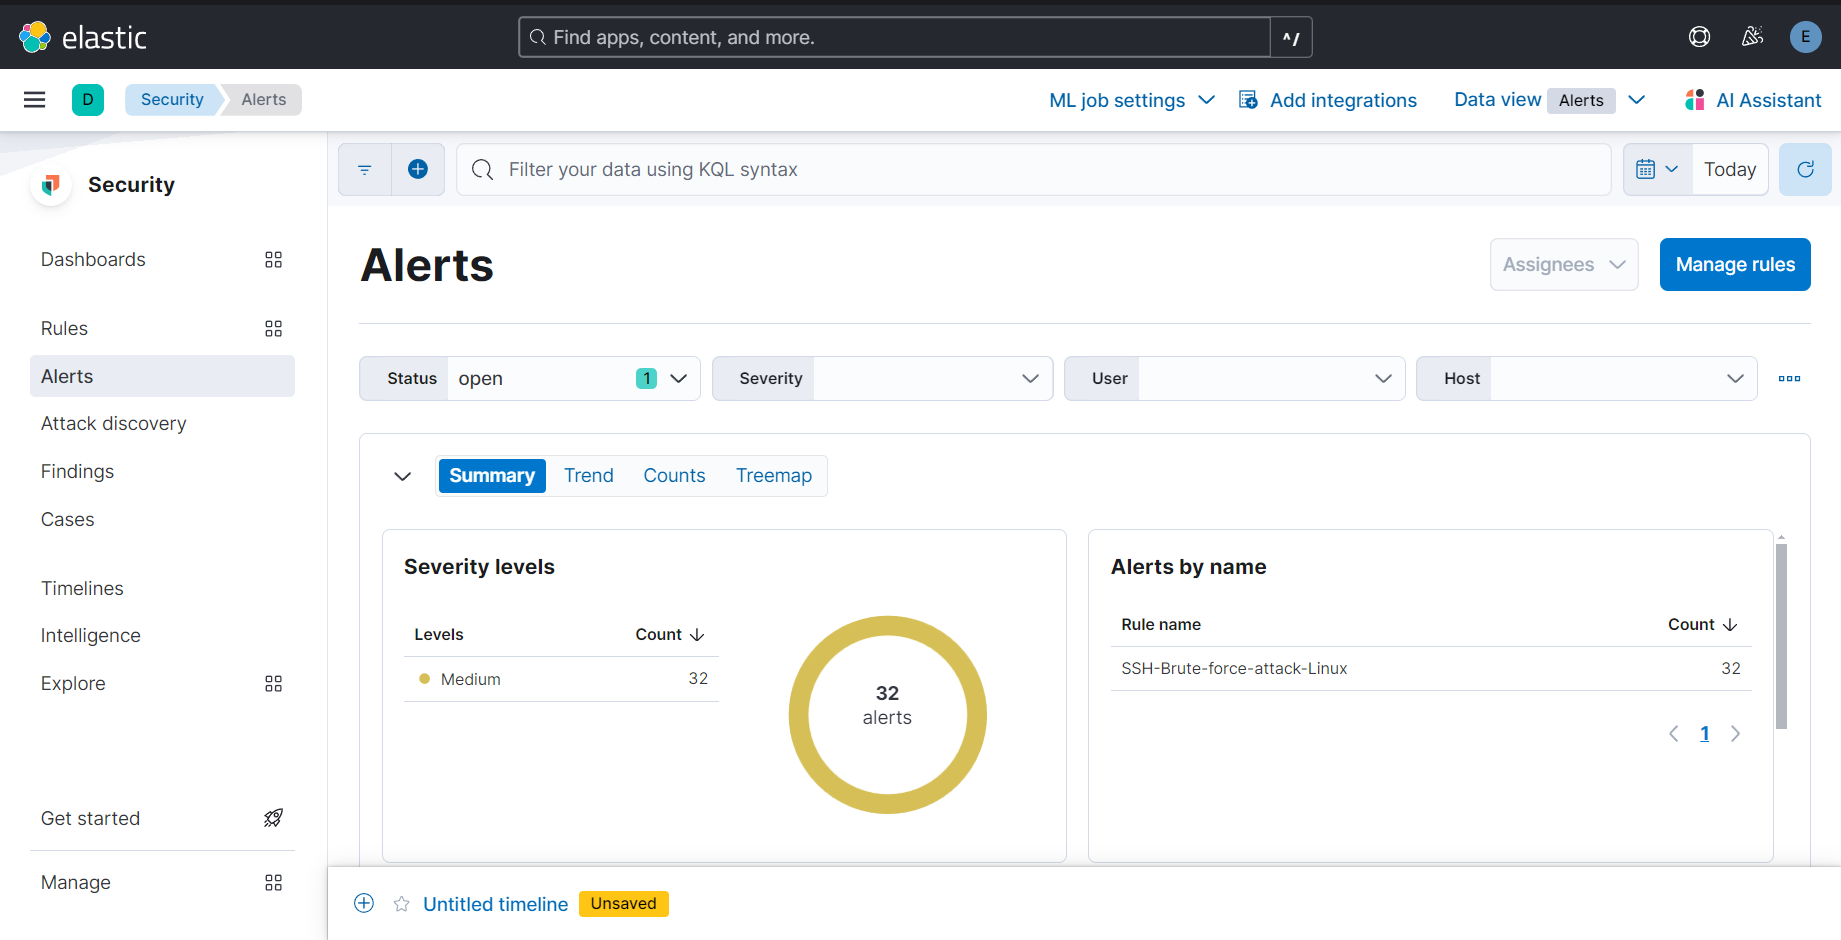 elastic
Find apps, content, and more.
^/
E
D
Security
Alerts
ML job settings
Add integrations
Data view
Alerts
AI Assistant
Security
Dashboards
Rules
Alerts
Attack discovery
Findings
Cases
Timelines
Intelligence
Explore
Get started
Manage
Filter your data using KQL syntax
Today
Alerts
Assignees
Manage rules
Status open 1
Severity
User
Host
Summary Trend Counts Treemap
Severity levels
Levels Count
Medium 32
32
alerts
Alerts by name
Rule name Count
SSH-Brute-force-attack-Linux 32
1
Untitled timeline Unsaved